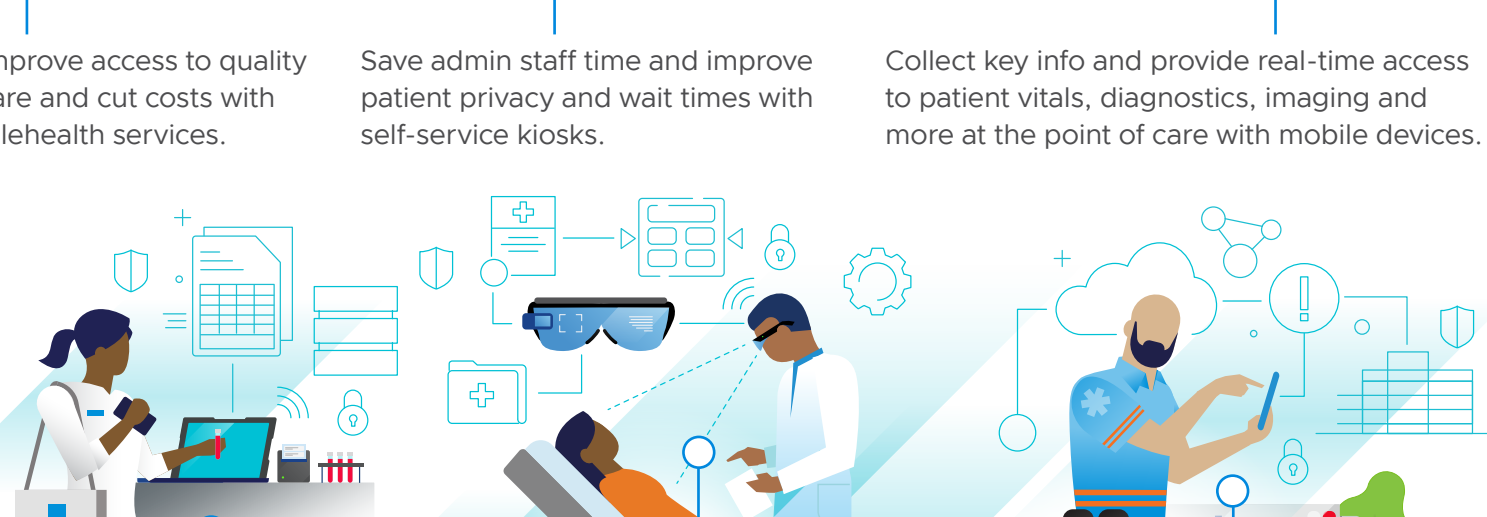 mprove access to quality
are and cut costs with
lehealth services.
Save admin staff time and improve
patient privacy and wait times with
self-service kiosks.
Collect key info and provide real-time access
to patient vitals, diagnostics, imaging and
more at the point of care with mobile devices.